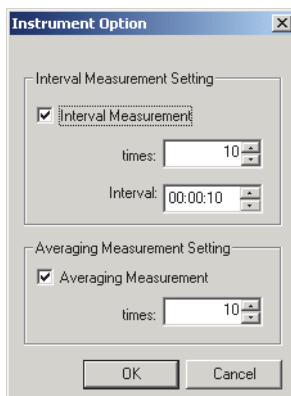 Instrument Option
Interval Measurement Setting
Interval Measurement
times: 10
Interval: 00:00:10
Averaging Measurement Setting
Averaging Measurement
times: 10
OK Cancel